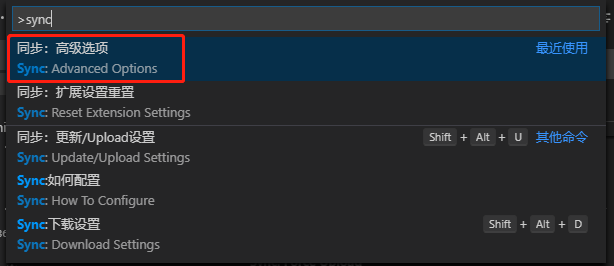 >sync
同步：高级选项 最近使用
Sync: Advanced Options
同步：扩展设置重置
Sync: Reset Extension Settings
同步：更新/Upload设置 Shift + Alt + U 其他命令
Sync: Update/Upload Settings
Sync:如何配置
Sync: How To Configure
Sync:下载设置 Shift + Alt + D
Sync: Download Settings